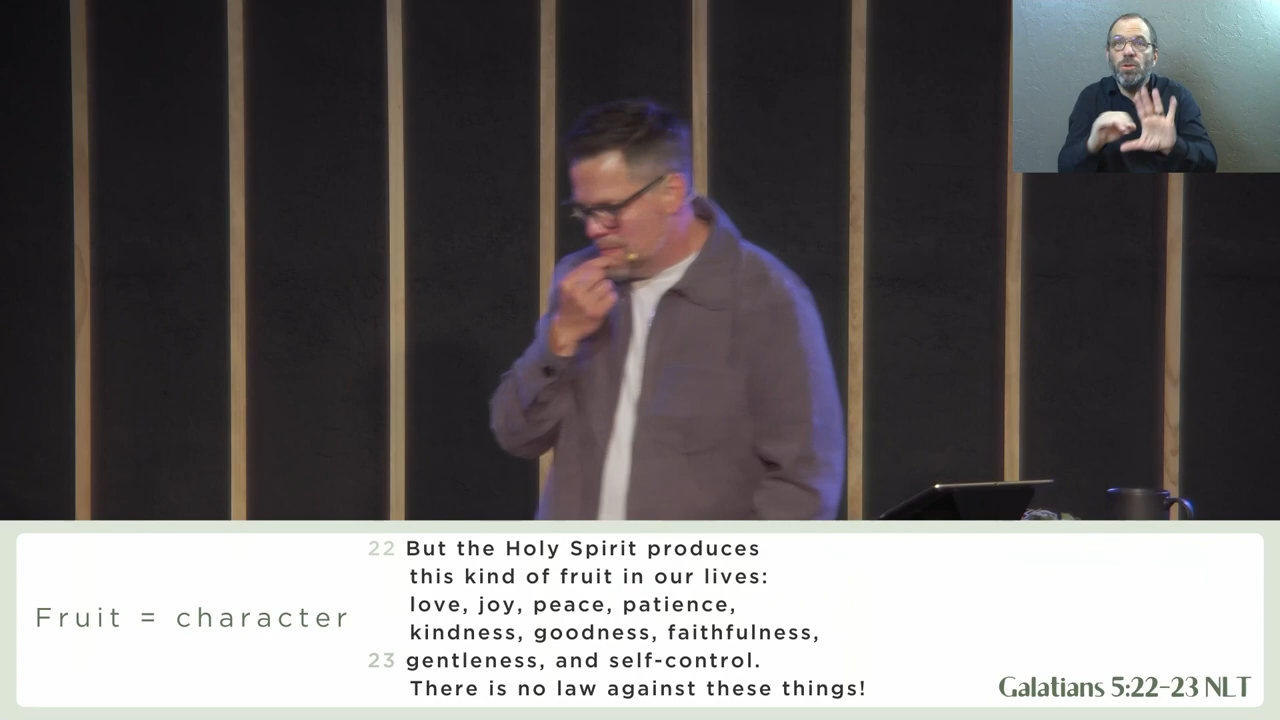 Fruit = character
22 But the Holy Spirit produces
this kind of fruit in our lives:
love, joy, peace, patience,
kindness, goodness, faithfulness,
23 gentleness, and self-control.
There is no law against these things!
Galatians 5:22-23 NLT